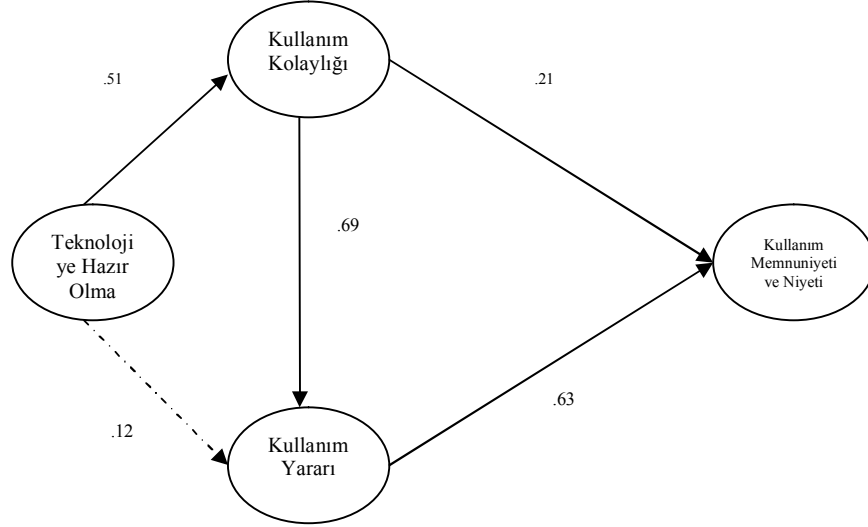 Kullanım
Kolaylığı
.51
.21
.69
Teknoloji
ye Hazır
Olma
Kullanım
Memnuniyeti
ve Niyeti
.63
.12
Kullanım
Yararı